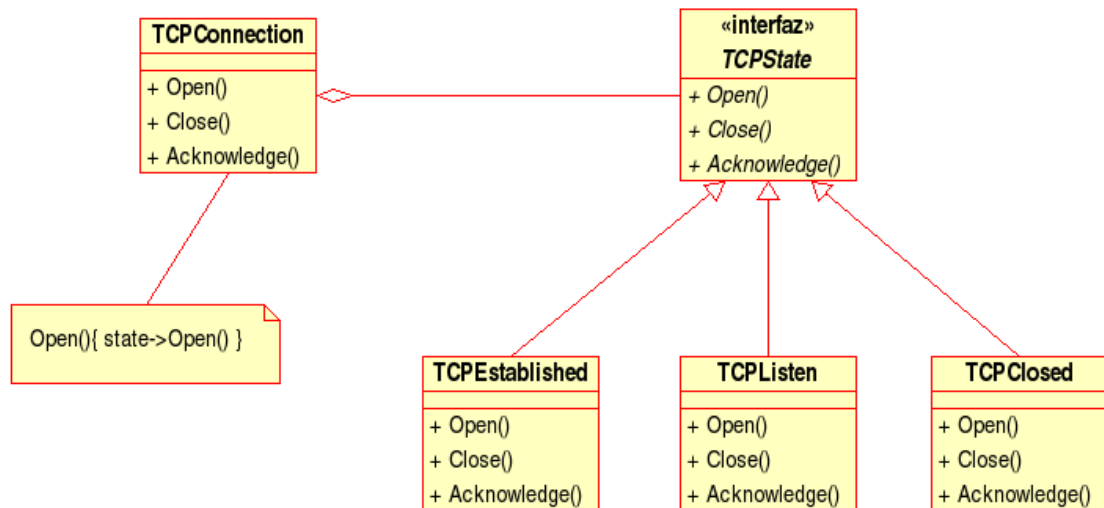 TCPConnection
+ Open()
+ Close()
+ Acknowledge()
«interfaz»
TCPState
+ Open()
+ Close()
+ Acknowledge()
Open(){ state->Open() }
TCPEstablished
+ Open()
+ Close()
+ Acknowledge()
TCPListen
+ Open()
+ Close()
+ Acknowledge()
TCPClosed
+ Open()
+ Close()
+ Acknowledge()